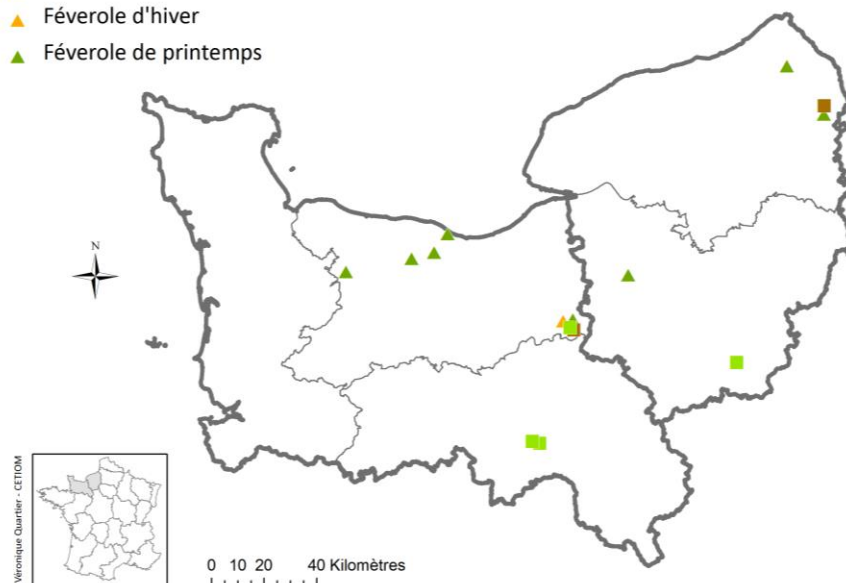 Féverole d'hiver
Féverole de printemps
N
Véronique Quartier - CETIOM
0 10 20 40 Kilomètres